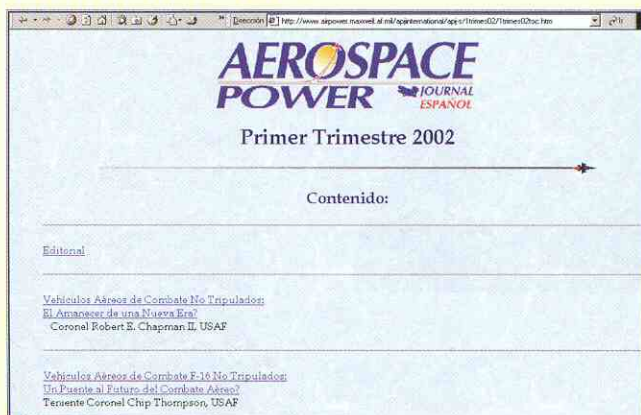 Dirección http://www.airpower.maxwell.af.mil/apjinternational/apj-s/1trimes02/1trimes02toc.htm
AEROSPACE
POWER JOURNAL
ESPAÑOL
Primer Trimestre 2002
Contenido:
Editorial
Vehículos Aéreos de Combate No Tripulados:
El Amanecer de una Nueva Era?
Coronel Robert E. Chapman II, USAF
Vehículos Aéreos de Combate F-16 No Tripulados:
Un Puente al Futuro del Combate Aéreo?
Teniente Coronel Chip Thompson, USAF